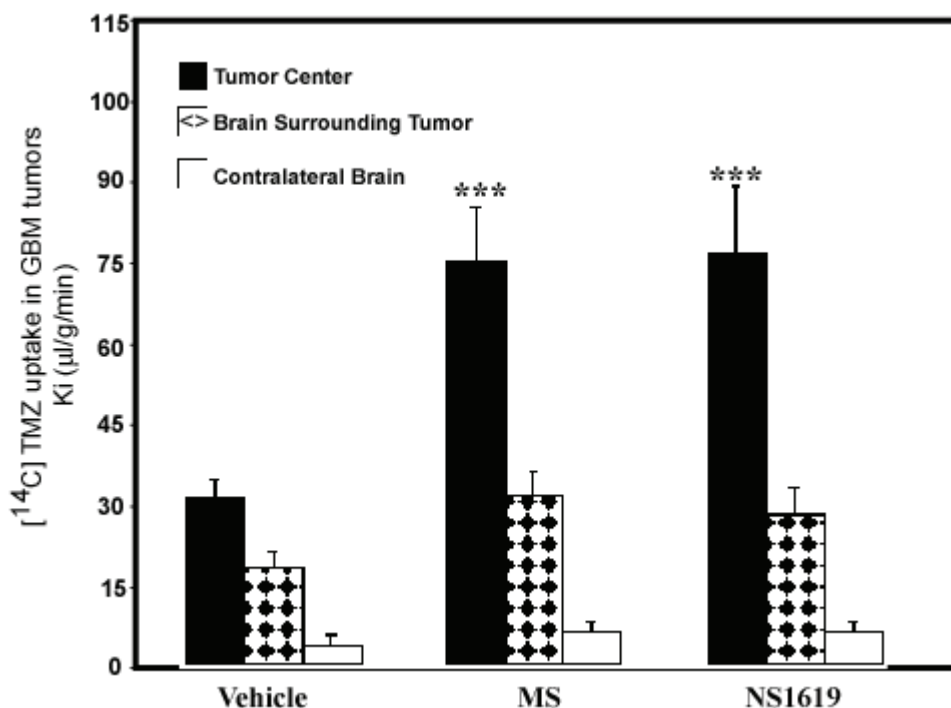 115
100
90
75
60
45
30
15
0
[14C] TMZ uptake in GBM tumors
Ki (µl/g/min)
Tumor Center
<> Brain Surrounding Tumor
Contralateral Brain
***
***
Vehicle
MS
NS1619